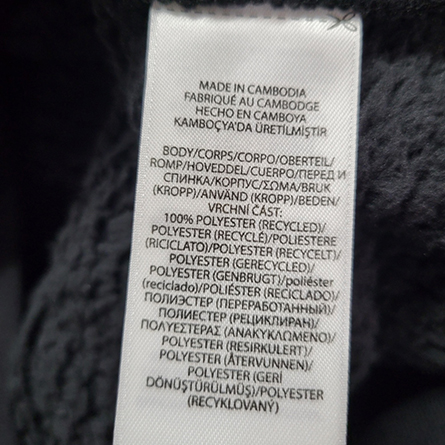 MADE IN CAMBODIA
FABRIQUÉ AU CAMBODGE
HECHO EN CAMBOYA
KAMBOÇYA'DA ÜRETİLMİŞTİR
BODY/CORPS/CORPO/OBERTEIL/
ROMP/HOVEDDEL/CUERPO/ПЕРЕД И
СПИНКА/КОРПУС/ΣΩΜΑ/BRUK
(KROPP)/ANVÄND (KROPP)/BEDEN/
VRCHNÍ ČÁST:
100% POLYESTER (RECYCLED)/
POLYESTER (RECYCLÉ)/POLIESTERE
(RICICLATO)/POLYESTER (RECYCELT)/
POLYESTER (GERECYCLED)/
POLYESTER (GENBRUGT)/poliéster
(reciclado)/POLIÉSTER (RECICLADO)/
ПОЛИЭСТЕР (ПЕРЕРАБОТАННЫЙ)/
ПОЛИЕСТЕР (РЕЦИКЛИРАН)/
ΠΟΛΥΕΣΤΕΡΑΣ (ΑΝΑΚΥΚΛΩΜΕΝΟ)/
POLYESTER (RESIRKULERT)/
POLYESTER (ÅTERVUNNEN)/
POLYESTER (GERİ
DÖNÜŞTÜRÜLMÜŞ)/POLYESTER
(RECYKLOVANÝ)